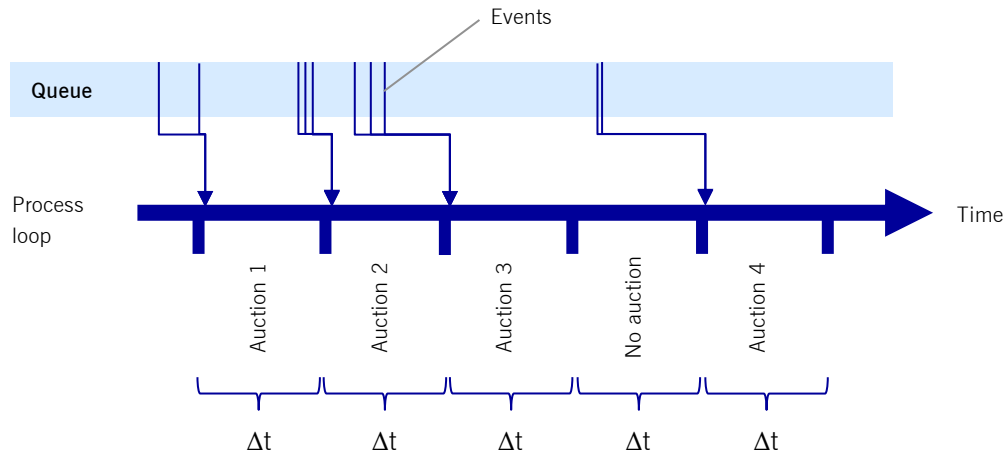 Events
Queue
Process
loop
Time
Auction 1
Auction 2
Auction 3
No auction
Auction 4
Δt
Δt
Δt
Δt
Δt